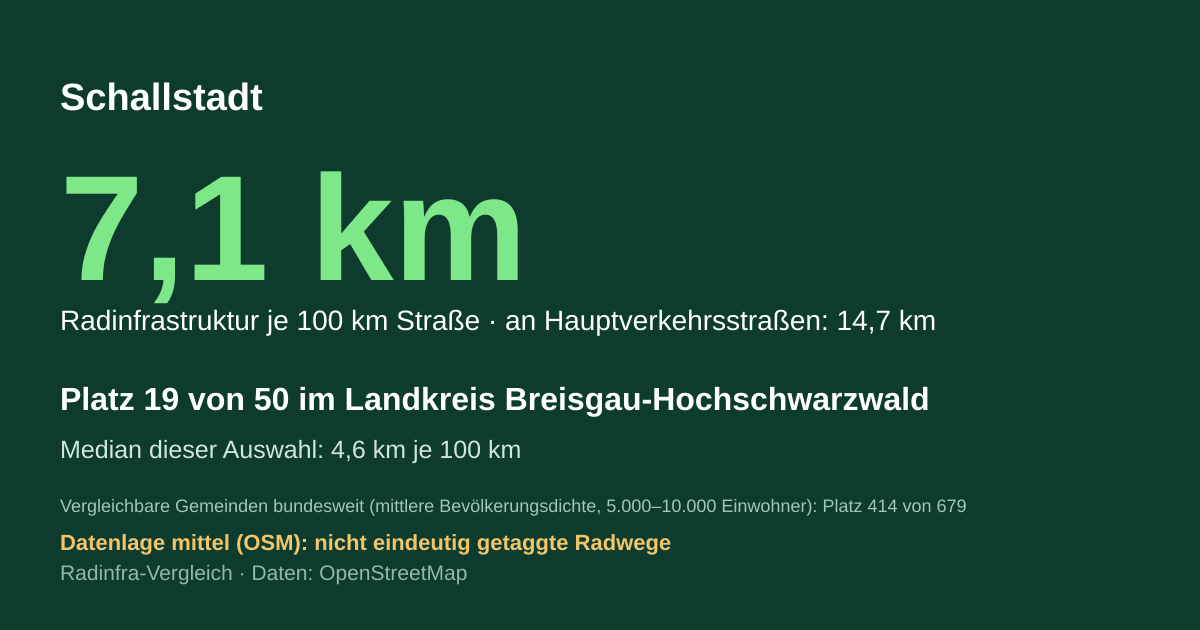 Schallstadt
7,1 km
Radinfrastruktur je 100 km Straße · an Hauptverkehrsstraßen: 14,7 km
Platz 19 von 50 im Landkreis Breisgau-Hochschwarzwald
Median dieser Auswahl: 4,6 km je 100 km
Vergleichbare Gemeinden bundesweit (mittlere Bevölkerungsdichte, 5.000–10.000 Einwohner): Platz 414 von 679
Datenlage mittel (OSM): nicht eindeutig getaggte Radwege
Radinfra-Vergleich · Daten: OpenStreetMap